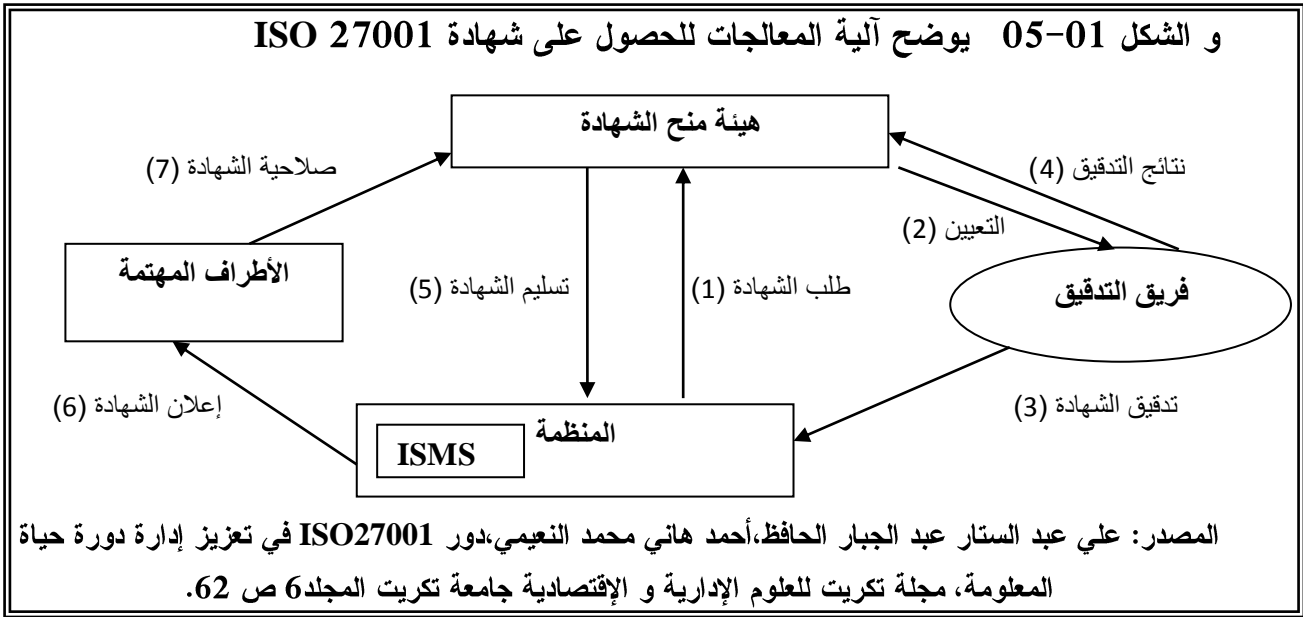 و الشكل 01-05 يوضح آلية المعالجات للحصول على شهادة ISO 27001
هيئة منح الشهادة
صلاحية الشهادة (7)
نتائج التدقيق (4)
التعيين (2)
الأطراف المهتمة
تسليم الشهادة (5)
طلب الشهادة (1)
فريق التدقيق
إعلان الشهادة (6)
تدقيق الشهادة (3)
المنظمة
ISMS
المصدر: علي عبد الستار عبد الجبار الحافظ،أحمد هاني محمد النعيمي،دور ISO27001 في تعزيز إدارة دورة حياة
المعلومة، مجلة تكريت للعلوم الإدارية و الإقتصادية جامعة تكريت المجلد6 ص 62.